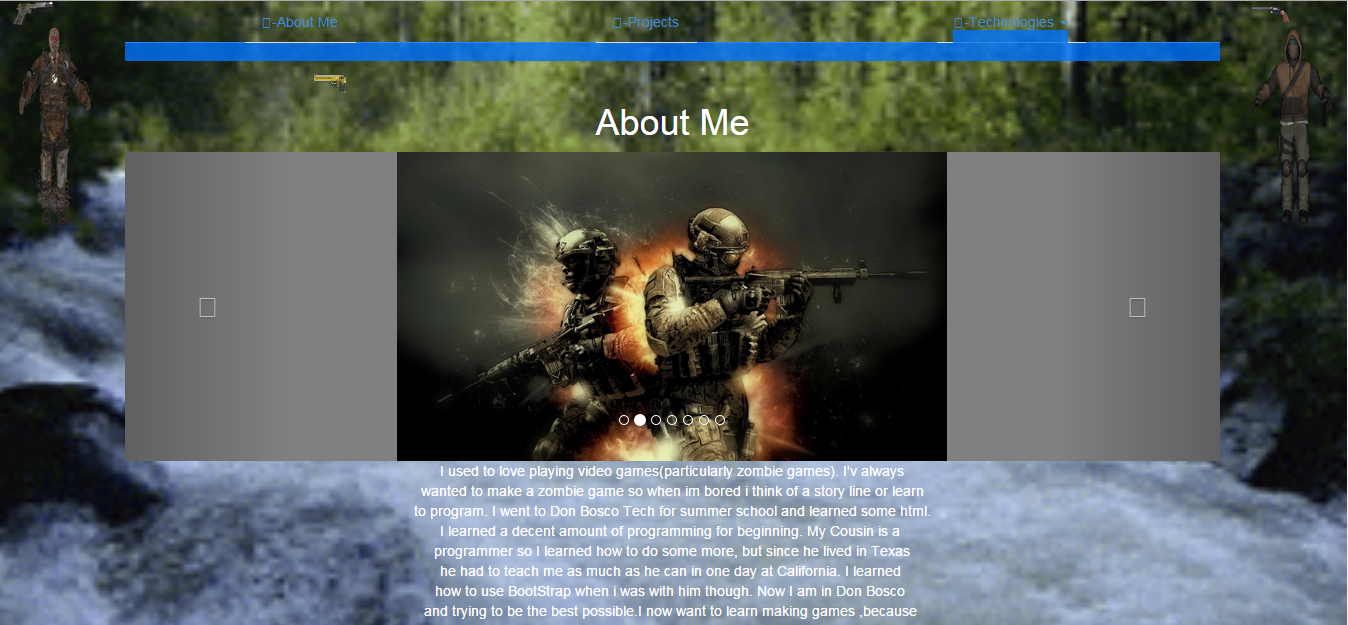 -About Me
-Projects
-Technologies
About Me
I used to love playing video games(particularly zombie games). I'v always
wanted to make a zombie game so when im bored i think of a story line or learn
to program. I went to Don Bosco Tech for summer school and learned some html.
I learned a decent amount of programming for beginning. My Cousin is a
programmer so I learned how to do some more, but since he lived in Texas
he had to teach me as much as he can in one day at California. I learned
how to use BootStrap when i was with him though. Now I am in Don Bosco
and trying to be the best possible.I now want to learn making games ,because